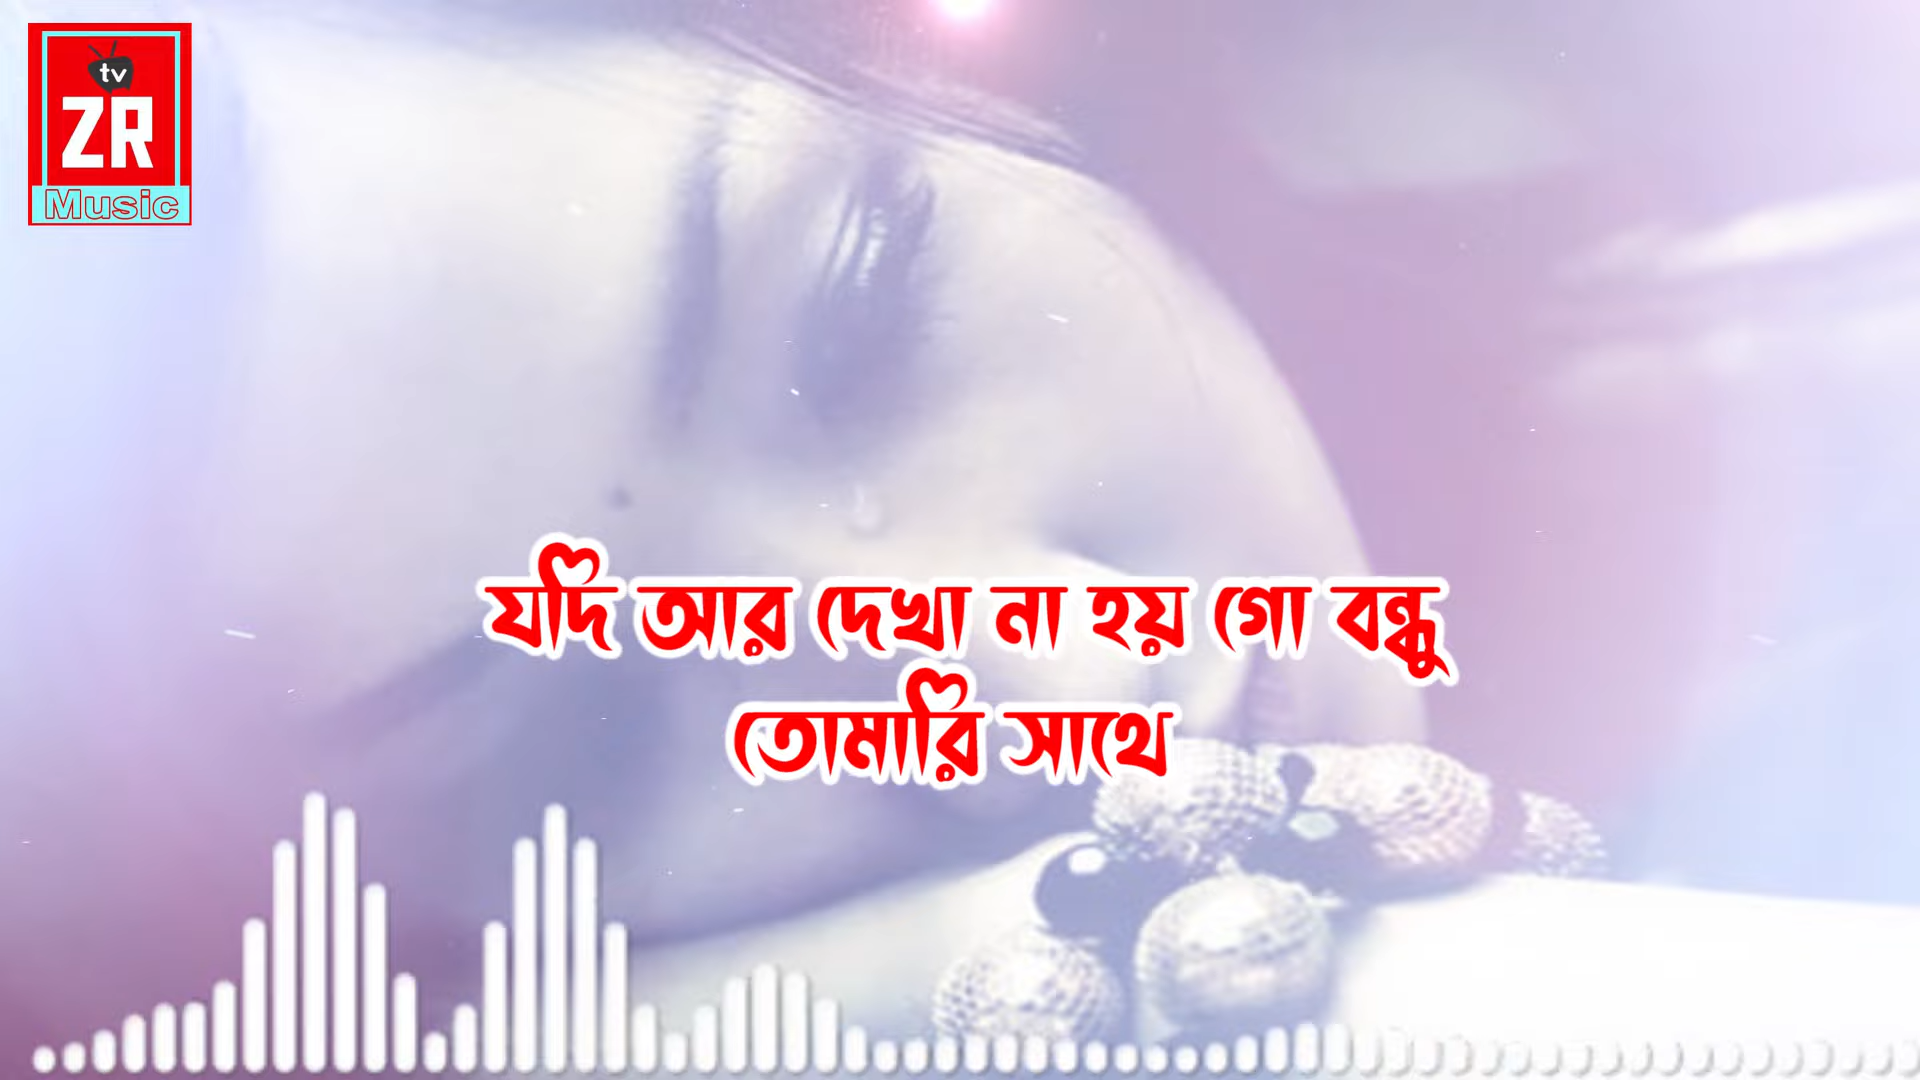 tv
ZR
Music
যদি আর দেখা না হয় গো বন্ধু
তোমারি সাথে